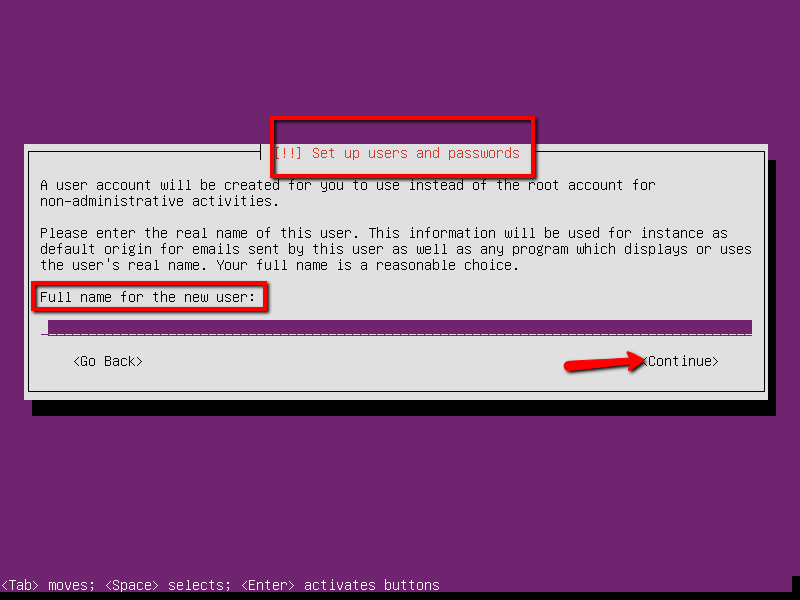 [!!] Set up users and passwords
A user account will be created for you to use instead of the root account for
non-administrative activities.
Please enter the real name of this user. This information will be used for instance as
default origin for emails sent by this user as well as any program which displays or uses
the user's real name. Your full name is a reasonable choice.
Full name for the new user:
<Go Back> <Continue>
<Tab> moves; <Space> selects; <Enter> activates buttons